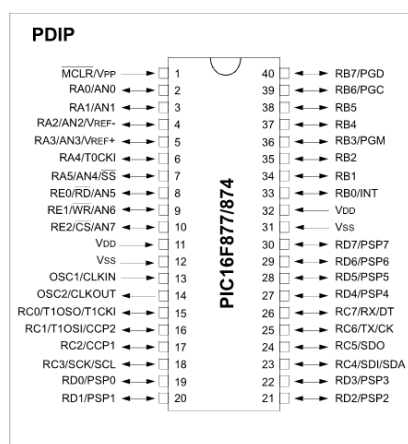 PDIP
MCLR/VPP 1 40 RB7/PGD
RA0/AN0 2 39 RB6/PGC
RA1/AN1 3 38 RB5
RA2/AN2/VREF- 4 37 RB4
RA3/AN3/VREF+ 5 36 RB3/PGM
RA4/T0CKI 6 35 RB2
RA5/AN4/SS 7 34 RB1
RE0/RD/AN5 8 33 RB0/INT
RE1/WR/AN6 9 32 VDD
RE2/CS/AN7 10 31 VSS
VDD 11 30 RD7/PSP7
VSS 12 29 RD6/PSP6
OSC1/CLKIN 13 28 RD5/PSP5
OSC2/CLKOUT 14 27 RD4/PSP4
RC0/T1OSO/T1CKI 15 26 RC7/RX/DT
RC1/T1OSI/CCP2 16 25 RC6/TX/CK
RC2/CCP1 17 24 RC5/SDO
RC3/SCK/SCL 18 23 RC4/SDI/SDA
RD0/PSP0 19 22 RD3/PSP3
RD1/PSP1 20 21 RD2/PSP2
PIC16F877/874